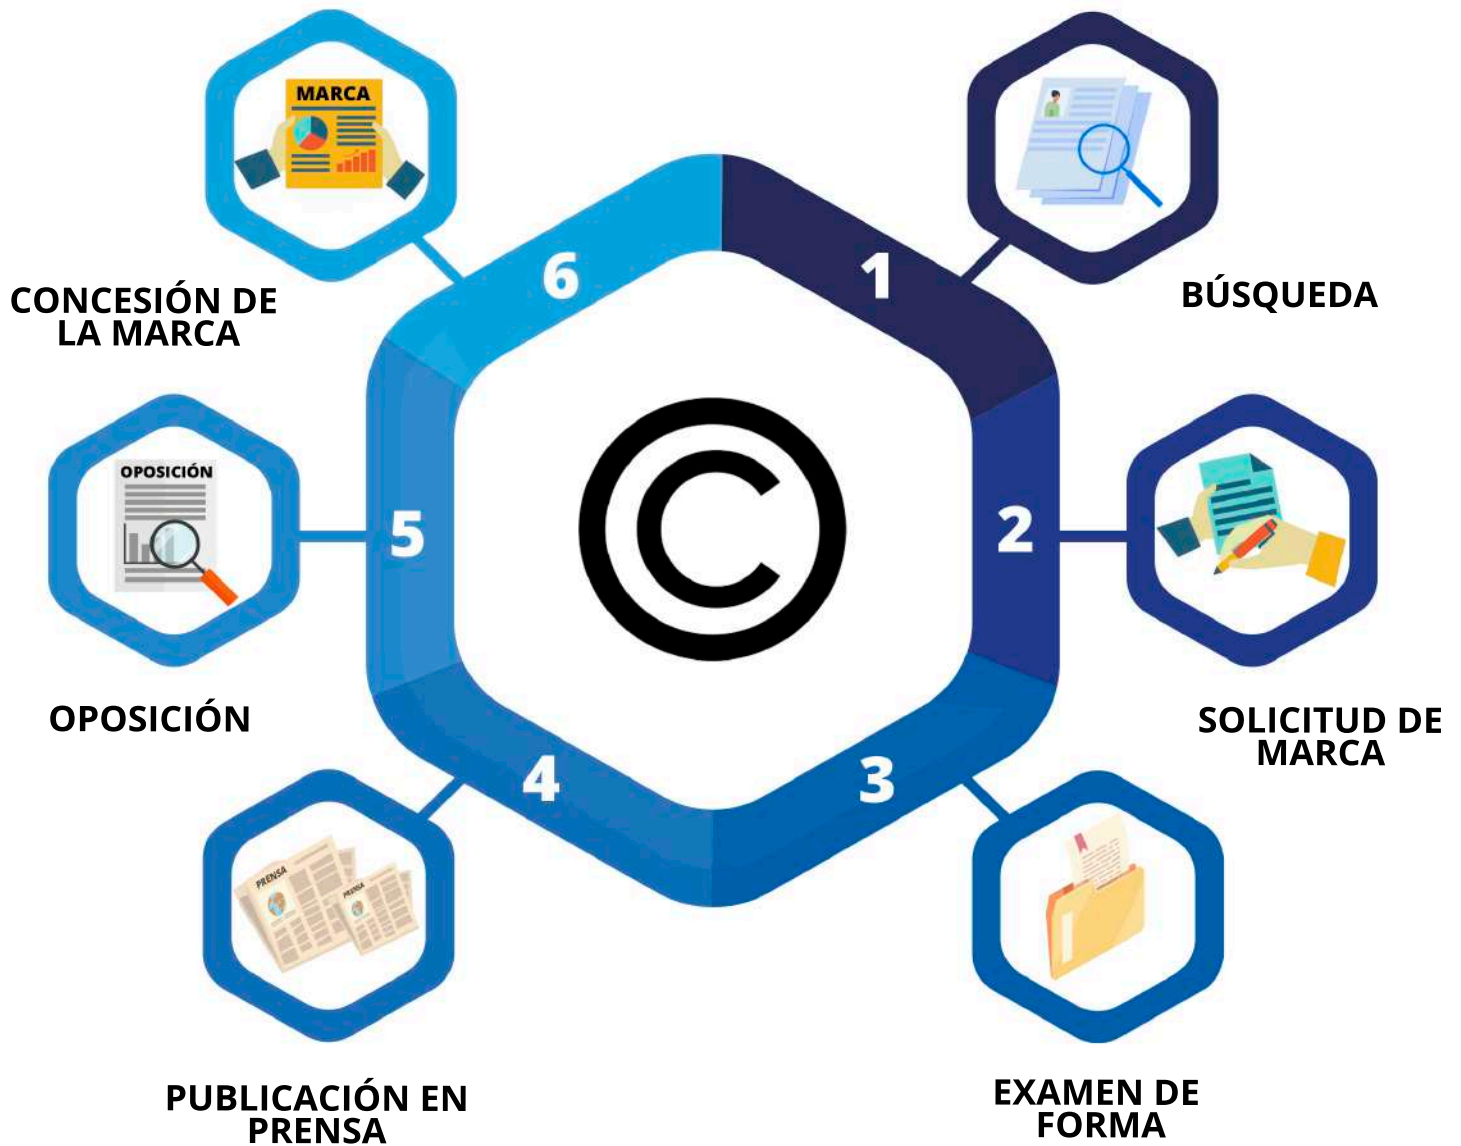 MARCA
CONCESIÓN DE
LA MARCA
6
1
BÚSQUEDA
OPOSICIÓN
5
©
2
OPOSICIÓN
SOLICITUD DE
MARCA
4
3
PRENSA
PRENSA
PUBLICACIÓN EN
PRENSA
EXAMEN DE
FORMA